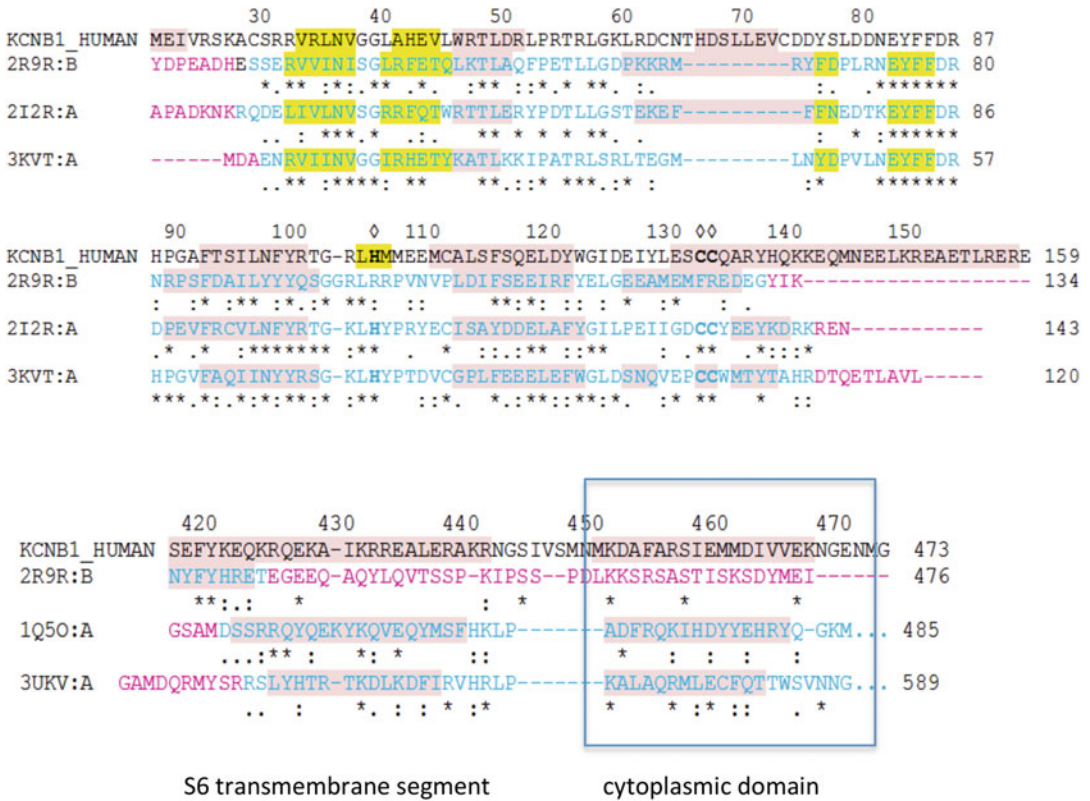 30 40 50 60 70 80
KCNB1_HUMAN MEIVRSKACSRRVRLNVGGLAHEVLWRTLDRLPRTRLGKLRDCNTHDSLLEVCDDYSLDDNEYFFDR 87
2R9R:B YDPEADHESSERVVINISGLRFETQLKTLAQFPETLLGDPKKRM---------RYFDPLRNEYFFDR 80
*.** :**.* .*.: ** :* *.** : :. . :******
2I2R:A APADKNKRQDELIVLNVSGRRFQTWRTTLERYPDTLLGSTEKEF---------FFNEDTKEYFFDR 86
.. :***.* .: ** * * *.**. : : * .******
3KVT:A ------MDAENRVIINVGGIRHETYKATLKKIPATRLSRLTEGM---------LNYDPVLNEYFFDR 57
..** :****.** ** :: * ***.: : :* *.******
90 100 ◊ 110 120 130 ◊◊ 140 150
KCNB1_HUMAN HPGAFTSILNFYRTG-RLHMMEEMCALSFSQELDYWGIDEIYLESCCQARYHQKKEQMNEELKREAETLRERE 159
2R9R:B NRPSFDAILYYYQSGGRLRRPVNVPLDIFSEEIRFYELGEEAMEMFREDEGYIK------------------- 134
: :* :** :*::* ** : : **:*: :: :.* :* : .
2I2R:A DPEVFRCVLNFYRTG-KLHYPRYECISAYDDELAFYGILPEIIGDCCYEEYKDRKREN----------- 143
.* .* :******* :** . * : ::**:*:* * :. ** .*:::*
3KVT:A HPGVFAQIINYYRSG-KLHYPTDVCGPLFEEELEFWGLDSNQVEPCCWMTYTAHRDTQETLAVL----- 120
***.* .::*:**:* :** :: * :::** ***:*.: :* ** * ::
420 430 440 450 460 470
KCNB1_HUMAN SEFYKEQKRQEKA-IKRREALERAKRNGSIVSMNMKDAFARSIEMMDIVVEKNGENMG 473
2R9R:B NYFYHRETEGEEQ-AQYLQVTSSP-KIPSS--PDLKKSRSASTISKSDYMEI------ 476
**:.: * : * * * *
1Q5O:A GSAMDSSRRQYQEKYKQVEQYMSFHKLP-------ADFRQKIHDYYEHRYQ-GKM... 485
...:** : *: * :: * : : : *
3UKV:A GAMDQRMYSRRSLYHTR-TKDLKDFIRVHRLP-------KALAQRMLECFQTTWSVNNG... 589
.. : *. : : * : * * : :: . *
S6 transmembrane segment cytoplasmic domain